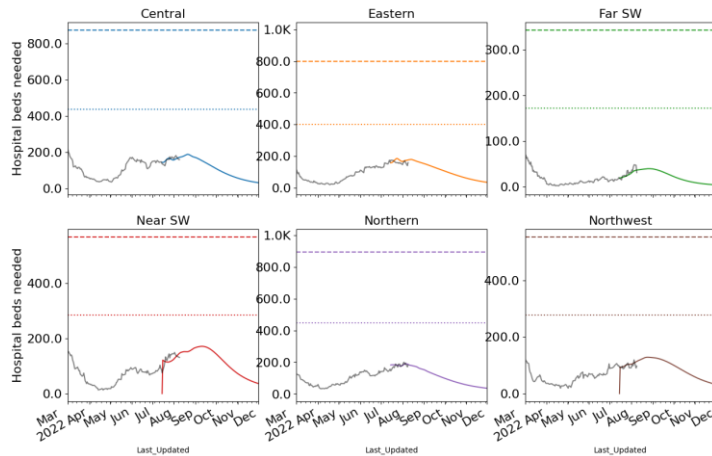 Central
Eastern
Far SW
Hospital beds needed
800.0
600.0
400.0
200.0
0.0
1.0K
800.0
600.0
400.0
200.0
0.0
300.0
200.0
100.0
0.0
Near SW
Northern
Northwest
Hospital beds needed
400.0
200.0
0.0
1.0K
800.0
600.0
400.0
200.0
0.0
400.0
200.0
0.0
Mar 2022 Apr May Jun Jul Aug Sep Oct Nov Dec
Mar 2022 Apr May Jun Jul Aug Sep Oct Nov Dec
Mar 2022 Apr May Jun Jul Aug Sep Oct Nov Dec
Last_Updated
Last_Updated
Last_Updated